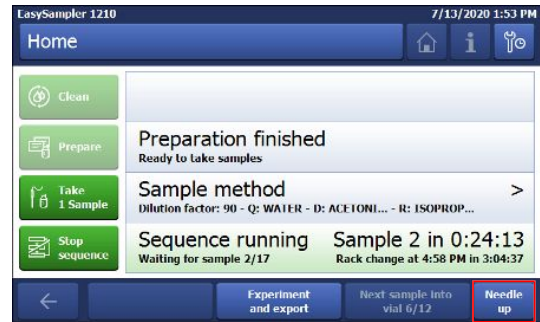 EasySampler 1210 7/13/2020 1:53 PM
Home
Clean
Prepare
Preparation finished
Ready to take samples
Take
1 Sample
Sample method >
Dilution factor: 90 - Q: WATER - D: ACETONI... - R: ISOPROP...
Stop
sequence
Sequence running Sample 2 in 0:24:13
Waiting for sample 2/17 Rack change at 4:58 PM in 3:04:37
Experiment
and export
Next sample into
vial 6/12
Needle
up